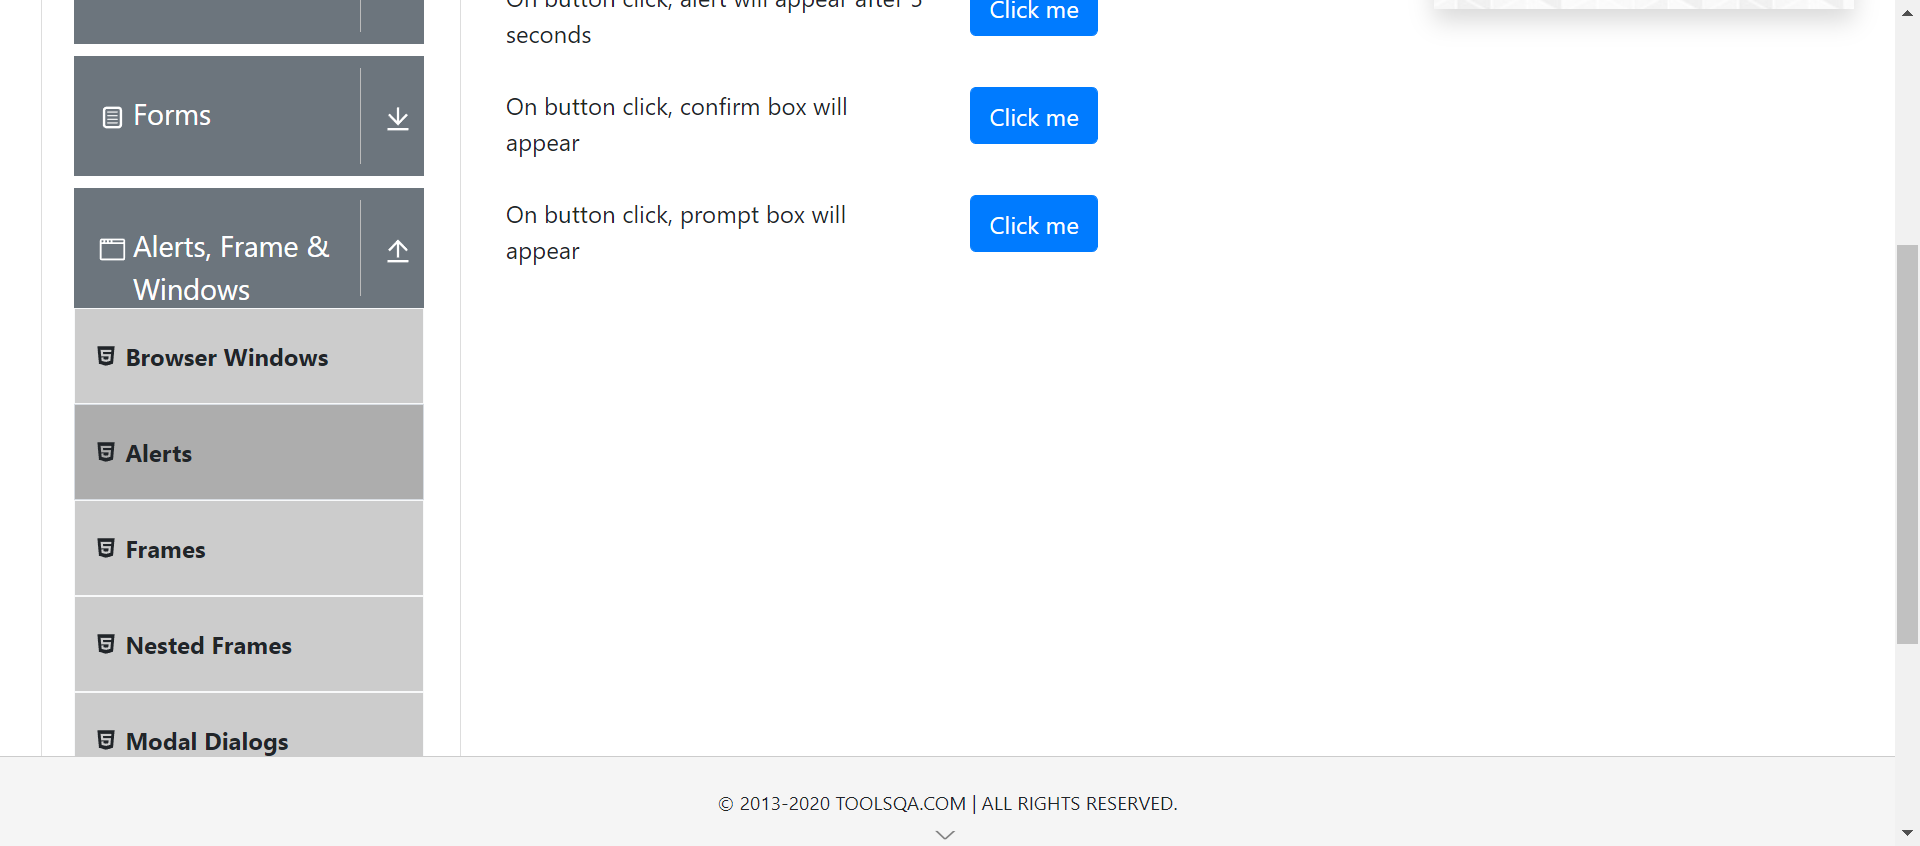 Forms
Alerts, Frame &
Windows
Browser Windows
Alerts
Frames
Nested Frames
Modal Dialogs
On button click, alert will appear after 5
seconds
Click me
On button click, confirm box will
appear
Click me
On button click, prompt box will
appear
Click me
© 2013-2020 TOOLSQA.COM | ALL RIGHTS RESERVED.